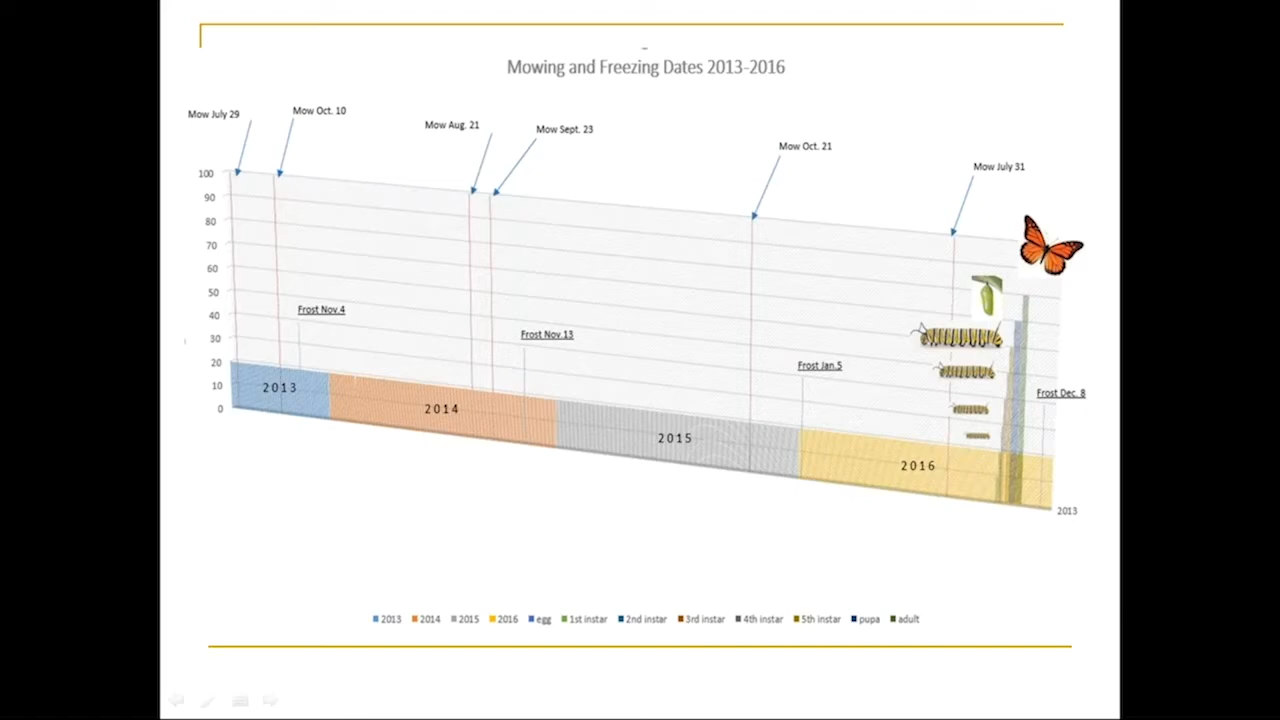 Mowing and Freezing Dates 2013-2016
Mow July 29
Mow Oct. 10
Mow Aug. 21
Mow Sept. 23
Mow Oct. 21
Mow July 31
100
90
80
70
60
50
40
30
20
10
0
Frost Nov.4
Frost Nov.13
Frost Jan.5
Frost Dec. 8
2013
2014
2015
2016
2013
2013 2014 2015 2016 egg 1st instar 2nd instar 3rd instar 4th instar 5th instar pupa adult